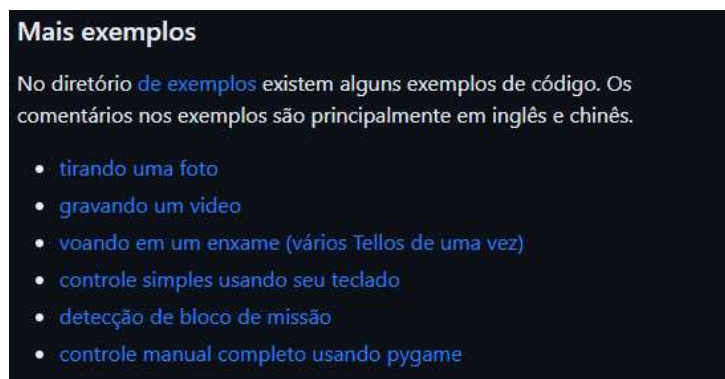 Mais exemplos
No diretório de exemplos existem alguns exemplos de código. Os
comentários nos exemplos são principalmente em inglês e chinês.
• tirando uma foto
• gravando um video
• voando em um enxame (vários Tellos de uma vez)
• controle simples usando seu teclado
• detecção de bloco de missão
• controle manual completo usando pygame